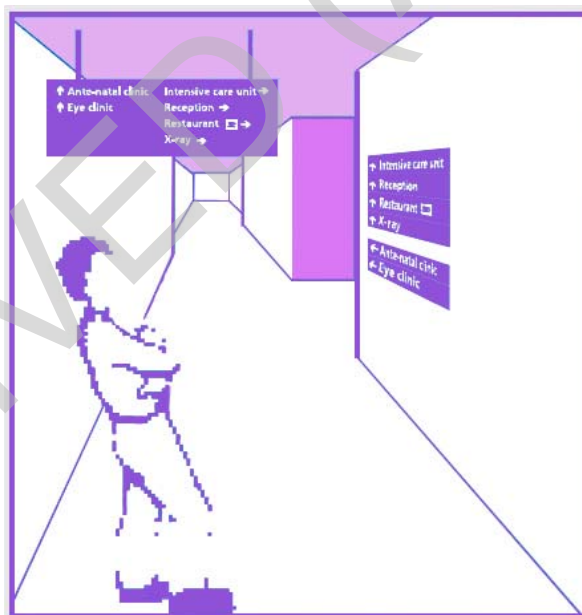 ↑ Ante-natal clinic
↑ Eye clinic
Intensive care unit →
Reception →
Restaurant →
X-ray →
↑ Intensive care unit
↑ Reception
↑ Restaurant
↑ X-ray
← Ante-natal clinic
← Eye clinic